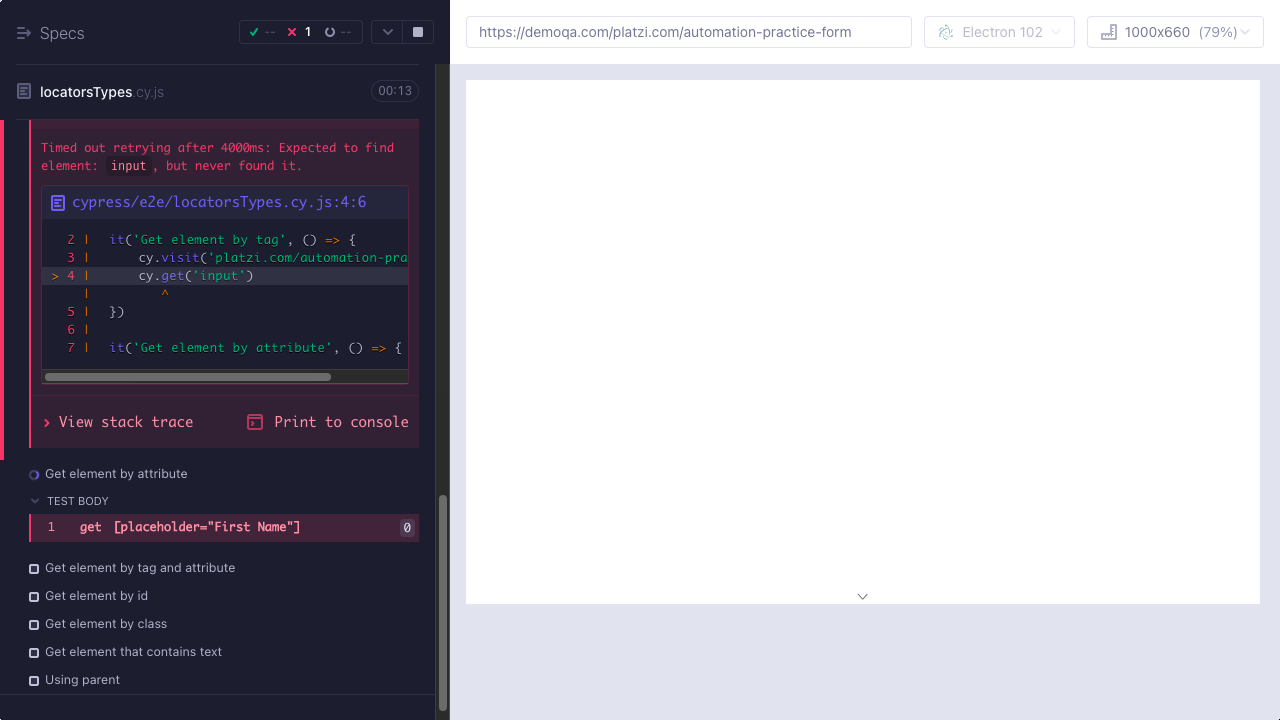 Specs
-- 1 --
locatorsTypes.cy.js 00:13
Timed out retrying after 4000ms: Expected to find
element: input, but never found it.
cypress/e2e/locatorsTypes.cy.js:4:6
2 | it('Get element by tag', () => {
3 | cy.visit('platzi.com/automation-pra
> 4 | cy.get('input')
| ^
5 | })
6 |
7 | it('Get element by attribute', () => {
View stack trace Print to console
Get element by attribute
TEST BODY
1 get [placeholder="First Name"] 0
Get element by tag and attribute
Get element by id
Get element by class
Get element that contains text
Using parent
https://demoqa.com/platzi.com/automation-practice-form
Electron 102
1000x660 (79%)